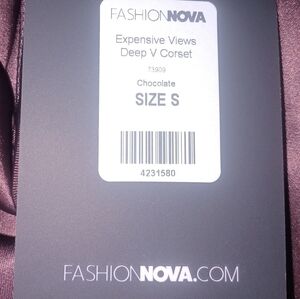 FASHIONNOVA
Expensive Views
Deep V Corset
Chocolate
SIZE S
4231580
FASHIONNOVA.COM